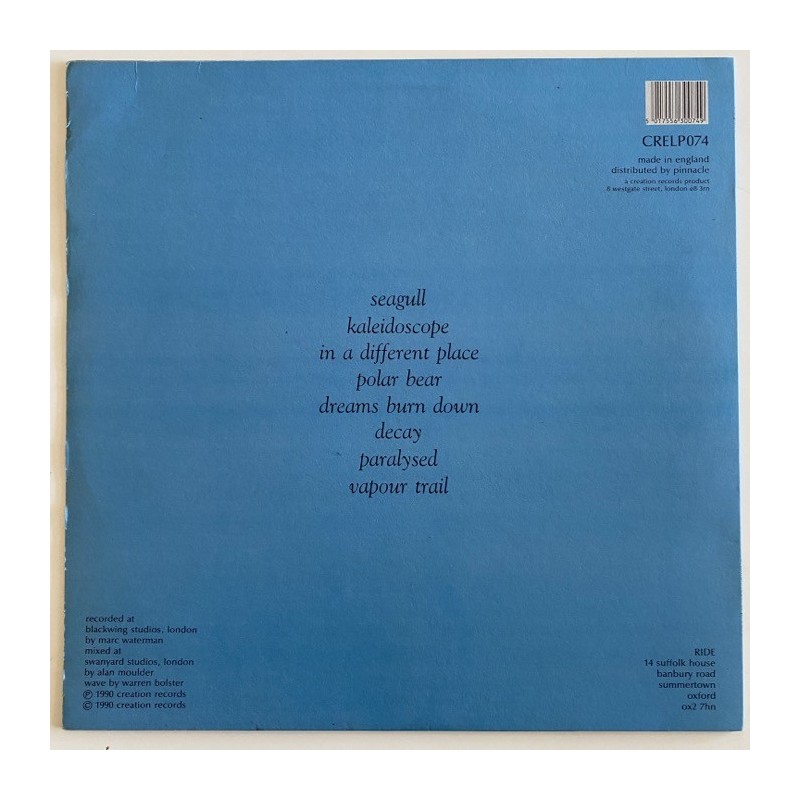 5 017556 300749
CRELP074
made in england
distributed by pinnacle
a creation records product
8 westgate street, london e8 3rn
seagull
kaleidoscope
in a different place
polar bear
dreams burn down
decay
paralysed
vapour trail
recorded at
blackwing studios, london
by marc waterman
mixed at
swanyard studios, london
by alan moulder
wave by warren bolster
℗ 1990 creation records
© 1990 creation records
RIDE
14 suffolk house
banbury road
summertown
oxford
ox2 7hn